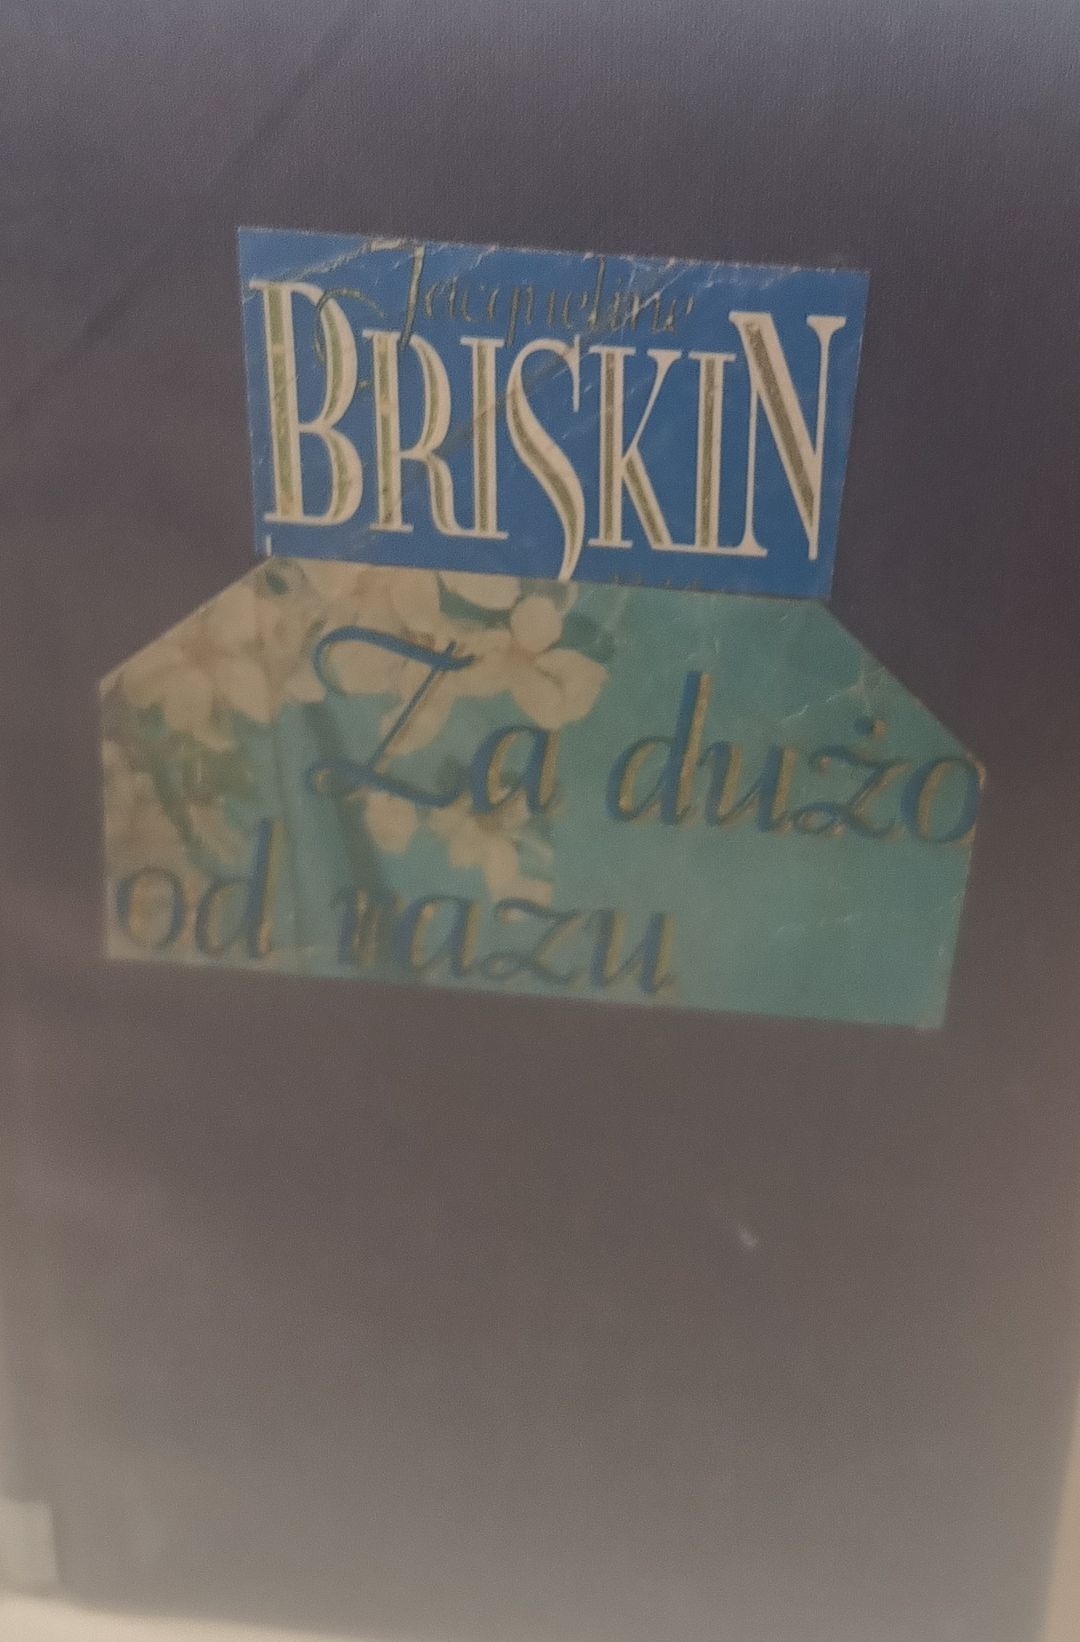 Jacqueline
BRISKIN
Za dużo
od razu